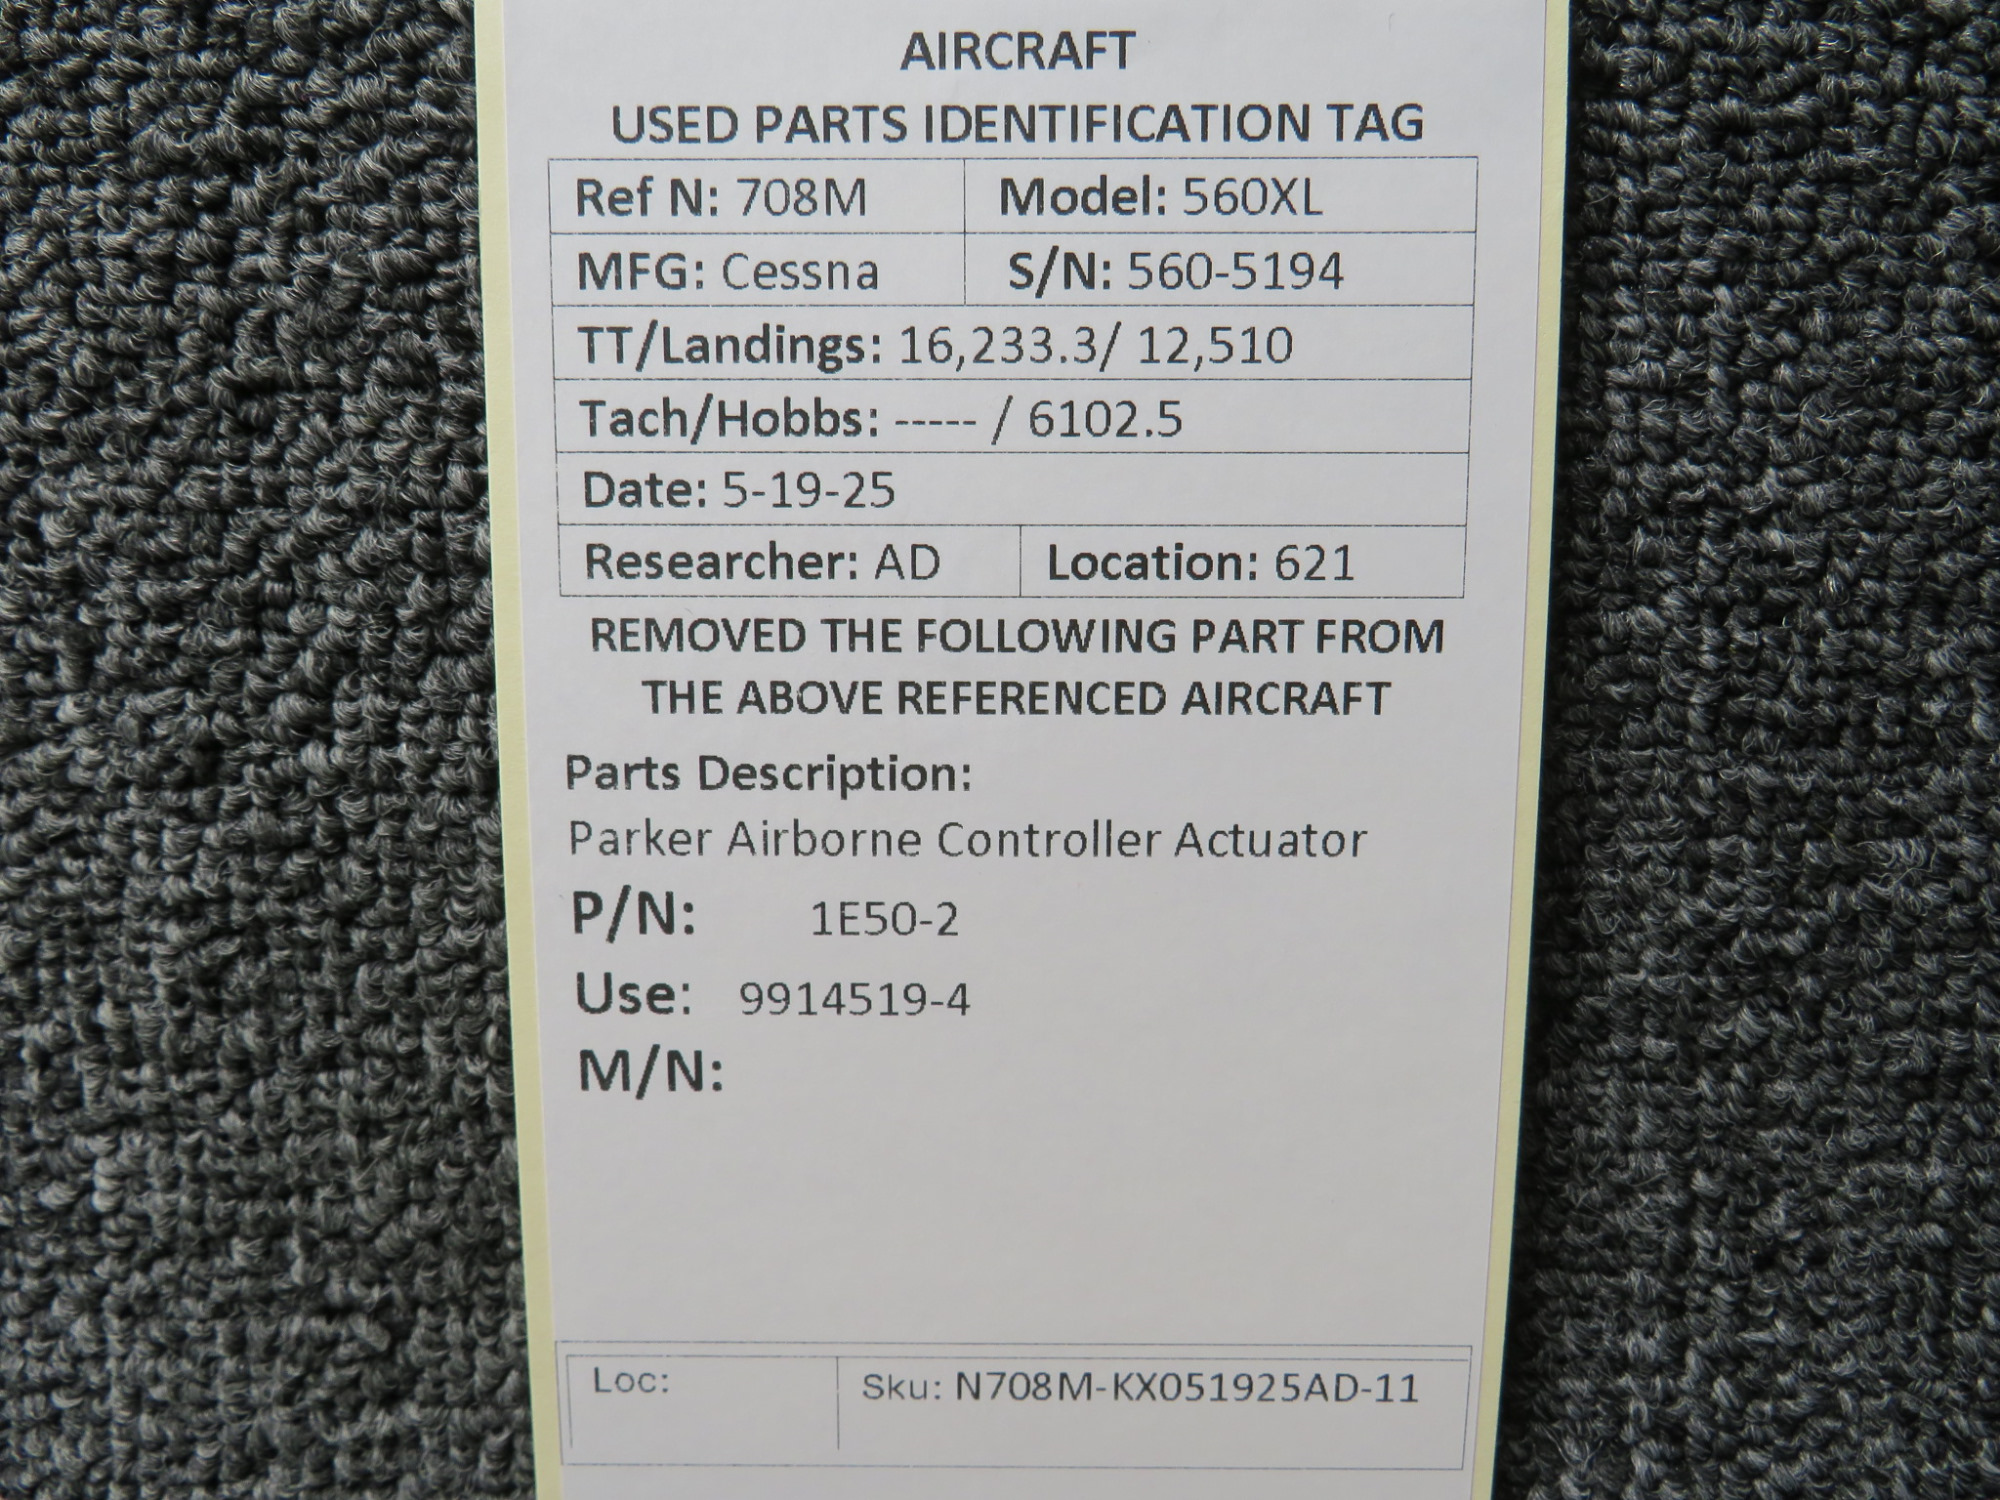 AIRCRAFT
USED PARTS IDENTIFICATION TAG
Ref N: 708M Model: 560XL
MFG: Cessna S/N: 560-5194
TT/Landings: 16,233.3/ 12,510
Tach/Hobbs: ----- / 6102.5
Date: 5-19-25
Researcher: AD Location: 621
REMOVED THE FOLLOWING PART FROM
THE ABOVE REFERENCED AIRCRAFT
Parts Description:
Parker Airborne Controller Actuator
P/N: 1E50-2
Use: 9914519-4
M/N:
Loc: Sku: N708M-KX051925AD-11